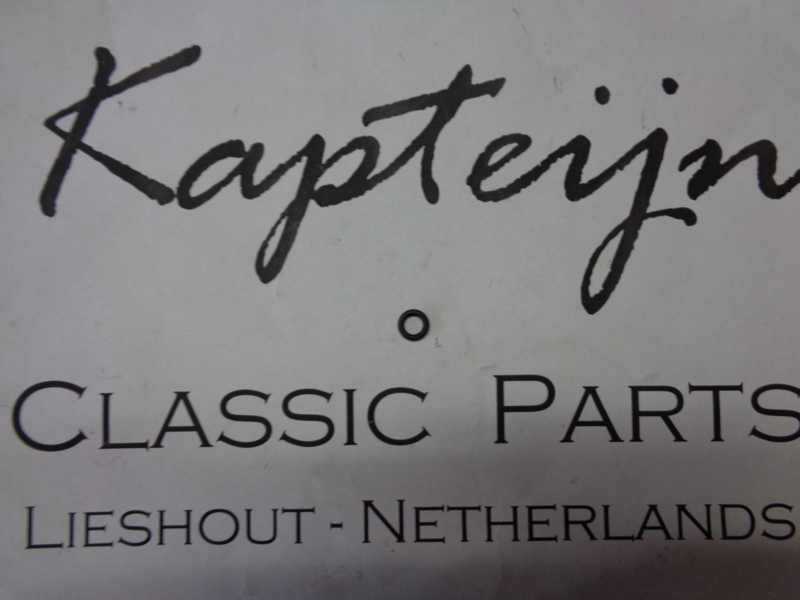 Kapteijn
CLASSIC PARTS
LIESHOUT - NETHERLANDS